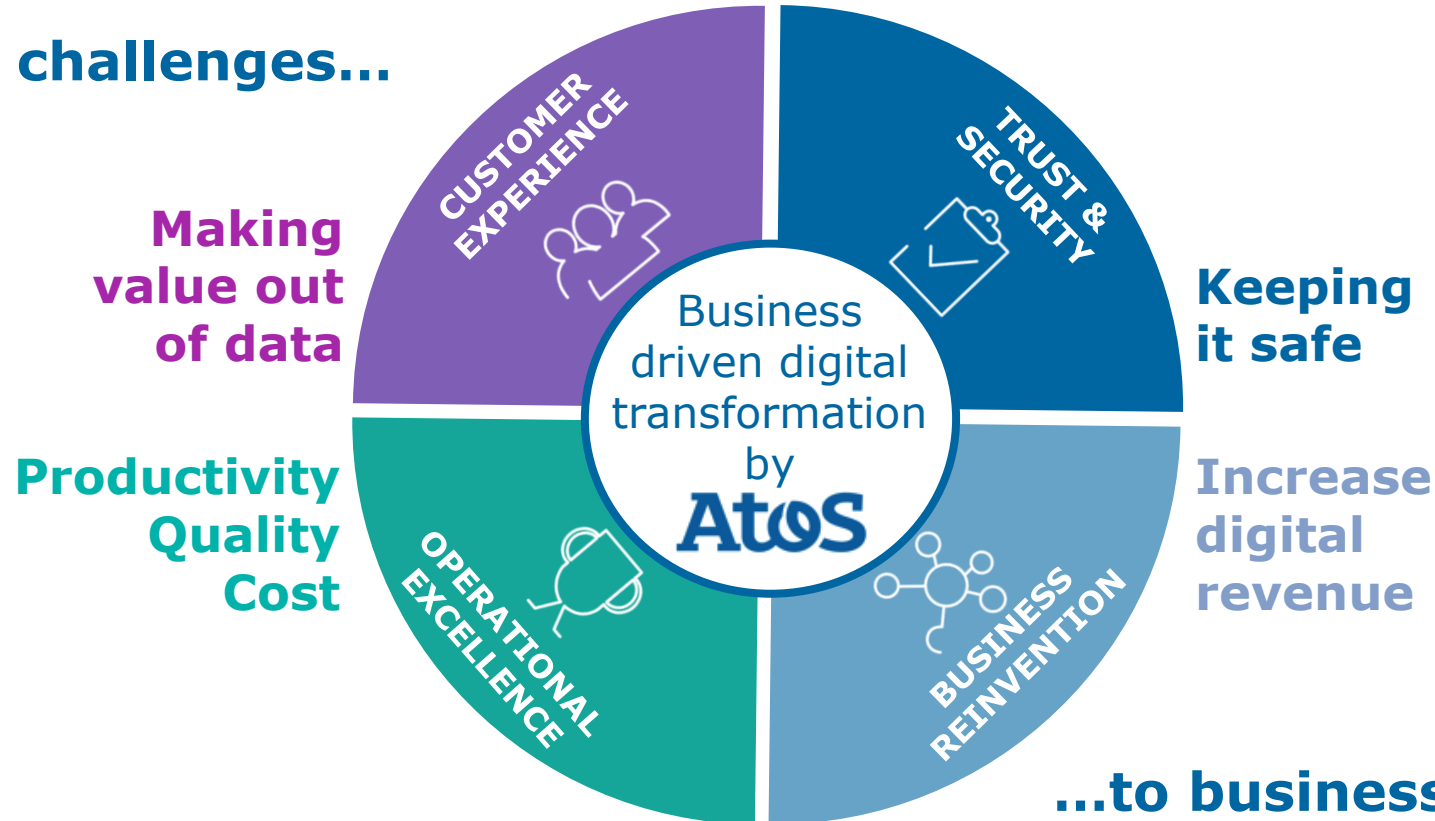 challenges...
CUSTOMER
EXPERIENCE
TRUST &
SECURITY
Making
value out
of data
Keeping
it safe
Business
driven digital
transformation
by
Atos
Productivity
Quality
Cost
Increase
digital
revenue
OPERATIONAL
EXCELLENCE
BUSINESS
REINVENTION
...to business